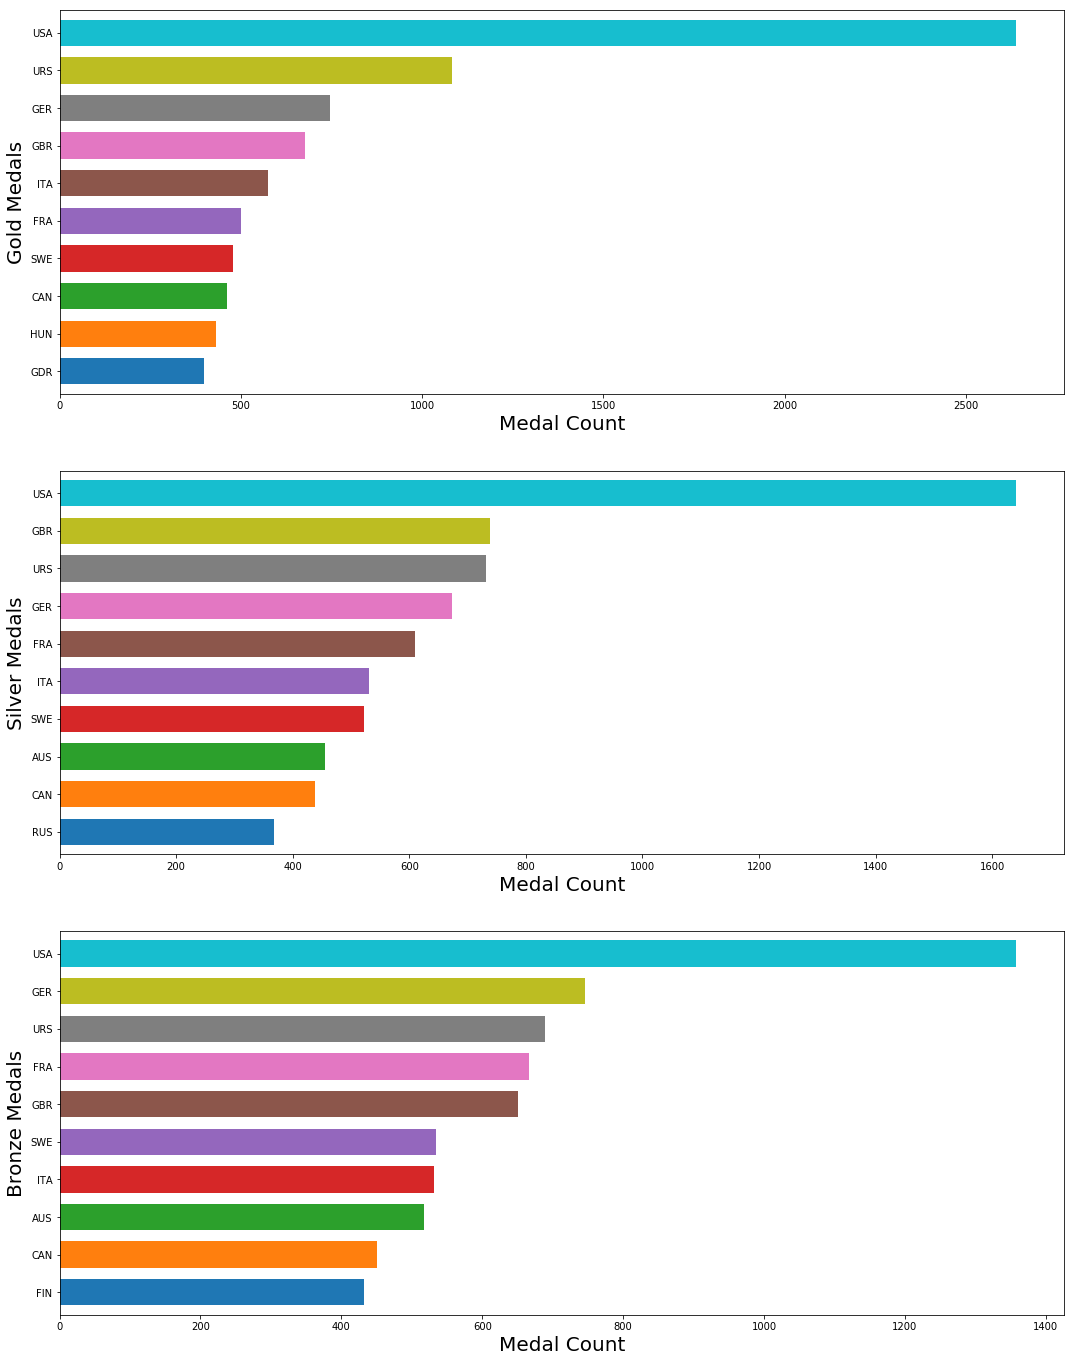 Gold Medals
USA
URS
GER
GBR
ITA
FRA
SWE
CAN
HUN
GDR
0 500 1000 1500 2000 2500
Medal Count
Silver Medals
USA
GBR
URS
GER
FRA
ITA
SWE
AUS
CAN
RUS
0 200 400 600 800 1000 1200 1400 1600
Medal Count
Bronze Medals
USA
GER
URS
FRA
GBR
SWE
ITA
AUS
CAN
FIN
0 200 400 600 800 1000 1200 1400
Medal Count